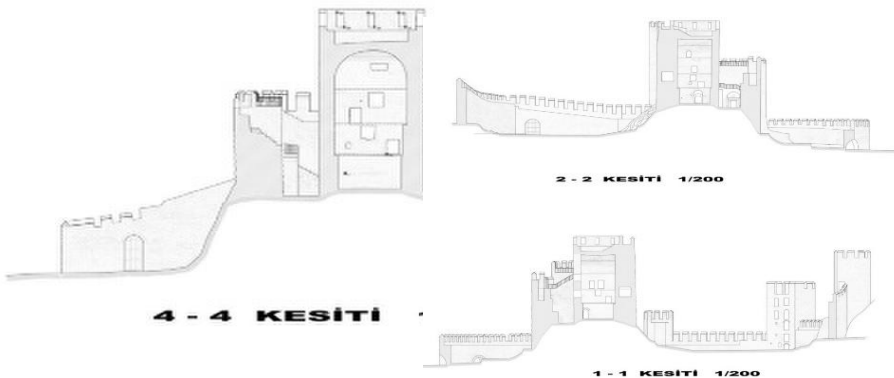 4 - 4 KESİTİ
2 - 2 KESİTİ 1/200
1 - 1 KESİTİ 1/200